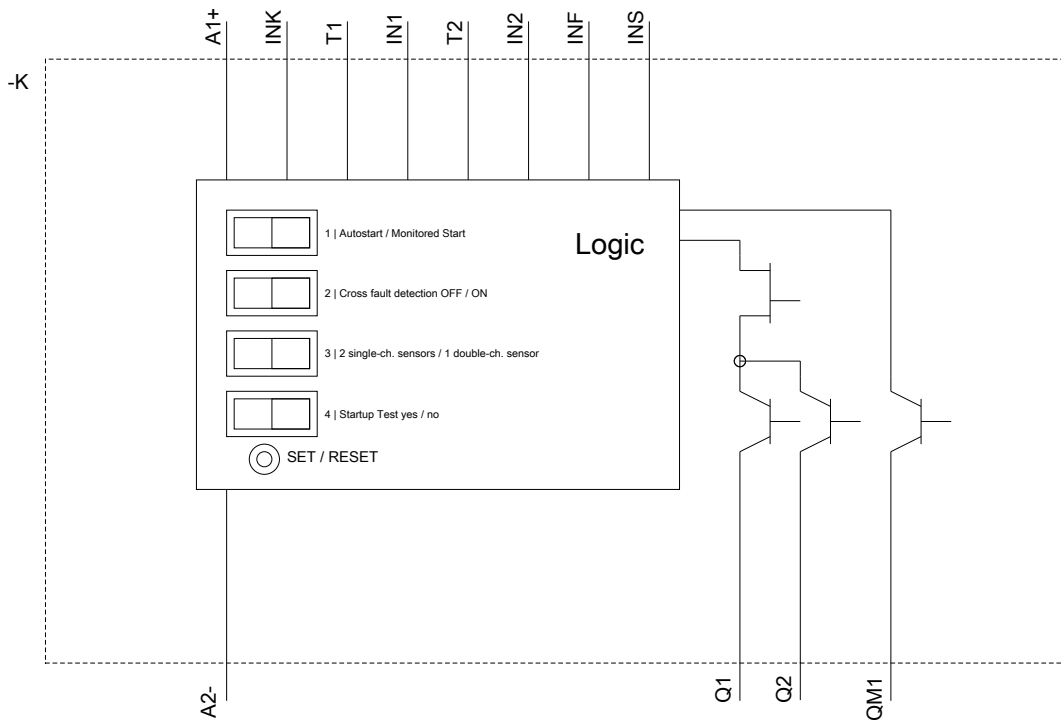 A1+
INK
T1
IN1
T2
IN2
INF
INS
-K
1 | Autostart / Monitored Start
Logic
2 | Cross fault detection OFF / ON
3 | 2 single-ch. sensors / 1 double-ch. sensor
4 | Startup Test yes / no
SET / RESET
A2-
Q1
Q2
QM1